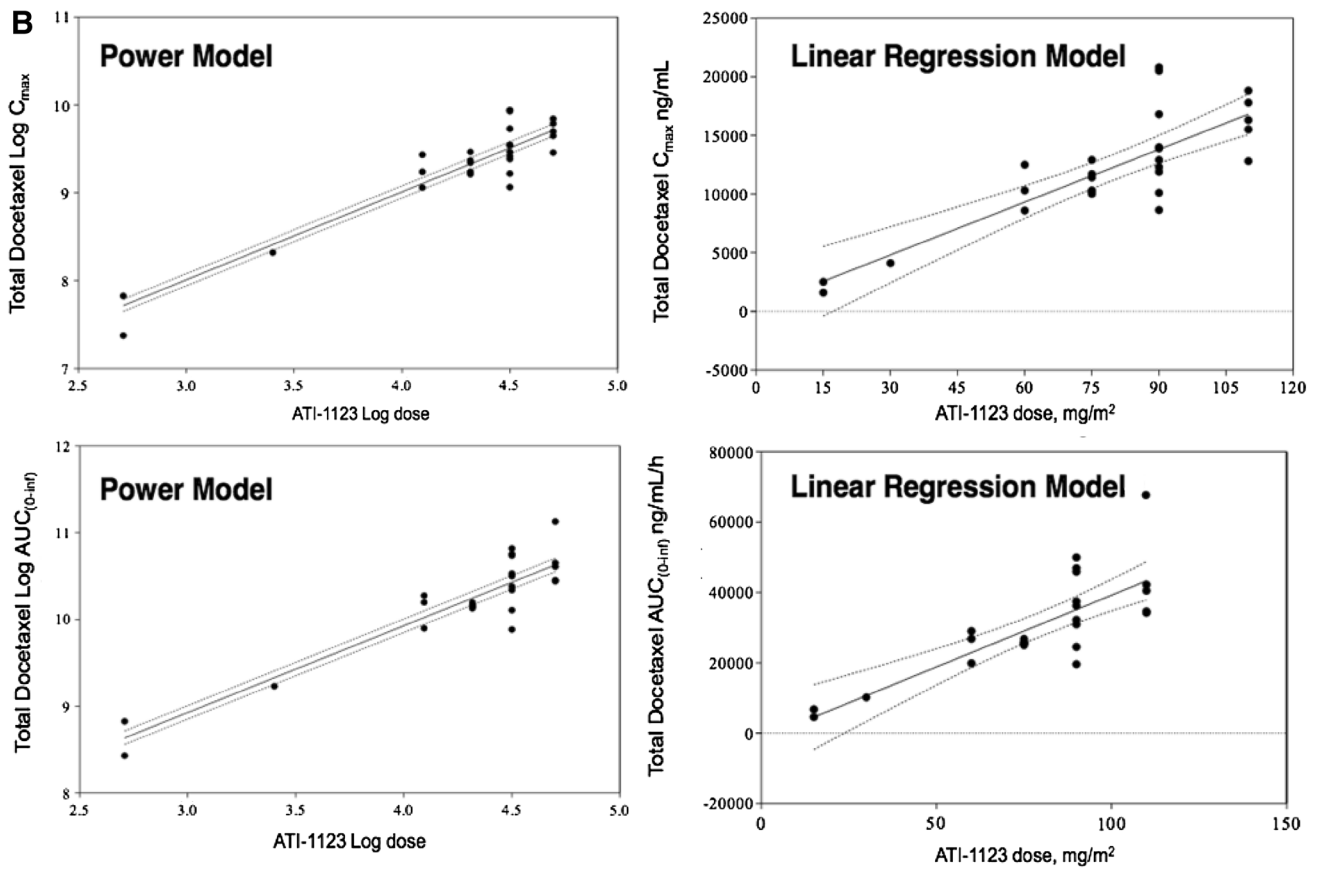 B
Power Model
Total Docetaxel Log Cmax
11
10
9
8
7
2.5 3.0 3.5 4.0 4.5 5.0
ATI-1123 Log dose
Linear Regression Model
Total Docetaxel Cmax ng/mL
25000
20000
15000
10000
5000
0
-5000
0 15 30 45 60 75 90 105 120
ATI-1123 dose, mg/m²
Power Model
Total Docetaxel Log AUC(0-inf)
12
11
10
9
8
2.5 3.0 3.5 4.0 4.5 5.0
ATI-1123 Log dose
Linear Regression Model
Total Docetaxel AUC(0-inf) ng/mL/h
80000
60000
40000
20000
0
-20000
0 50 100 150
ATI-1123 dose, mg/m²